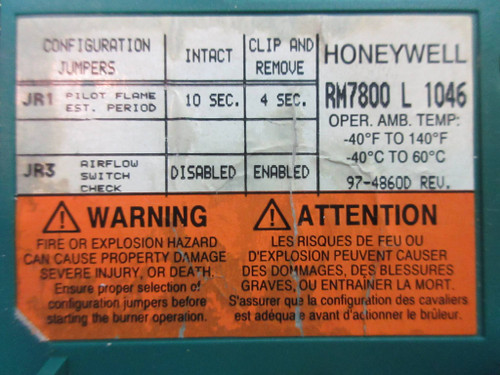 CONFIGURATION JUMPERS INTACT CLIP AND REMOVE
JR1 PILOT FLAME EST. PERIOD 10 SEC. 4 SEC.
JR3 AIRFLOW SWITCH CHECK DISABLED ENABLED
HONEYWELL
RM7800 L 1046
OPER. AMB. TEMP:
-40°F TO 140°F
-40°C TO 60°C
97-4860D REV.
WARNING
FIRE OR EXPLOSION HAZARD
CAN CAUSE PROPERTY DAMAGE
SEVERE INJURY, OR DEATH.
Ensure proper selection of
configuration jumpers before
starting the burner operation.
ATTENTION
LES RISQUES DE FEU OU
D'EXPLOSION PEUVENT CAUSER
DES DOMMAGES, DES BLESSURES
GRAVES, OU ENTRAINER LA MORT.
S'assurer que la configuration des cavaliers
est adéquate avant d'actionner le brûleur.